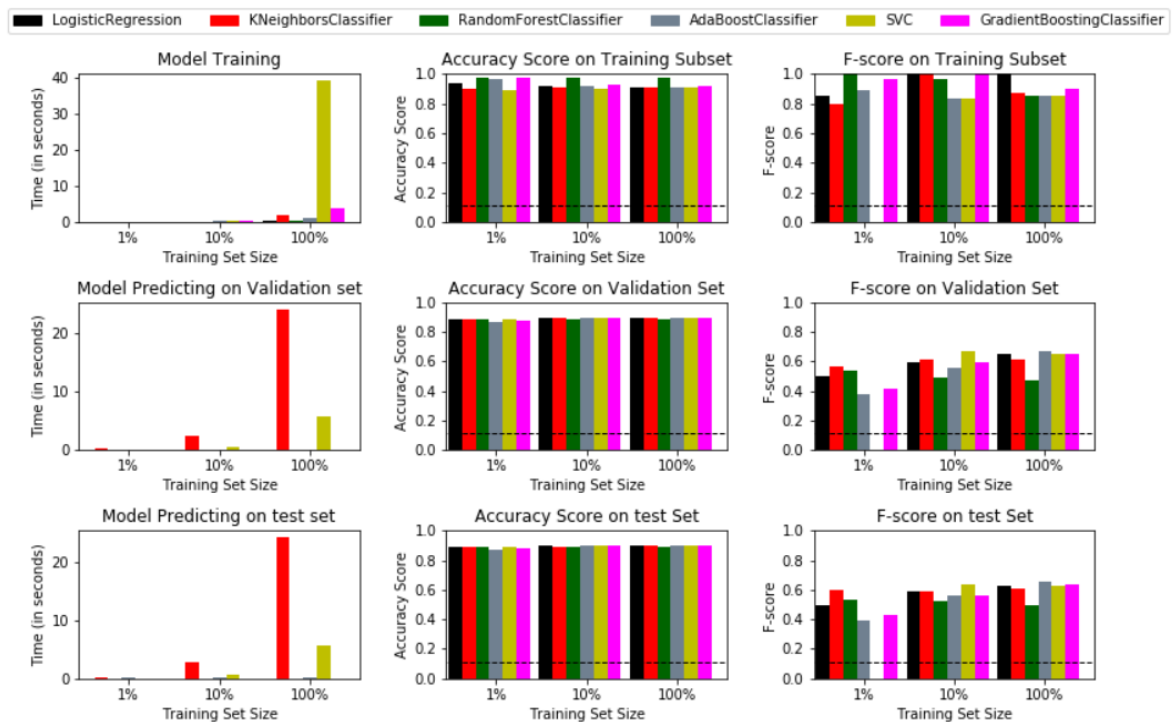 LogisticRegression KNeighborsClassifier RandomForestClassifier AdaBoostClassifier SVC GradientBoostingClassifier
Model Training
Time (in seconds)
40
30
20
10
0
1% 10% 100%
Training Set Size
Accuracy Score on Training Subset
Accuracy Score
1.0
0.8
0.6
0.4
0.2
0.0
1% 10% 100%
Training Set Size
F-score on Training Subset
F-score
1.0
0.8
0.6
0.4
0.2
0.0
1% 10% 100%
Training Set Size
Model Predicting on Validation set
Time (in seconds)
20
10
0
1% 10% 100%
Training Set Size
Accuracy Score on Validation Set
Accuracy Score
1.0
0.8
0.6
0.4
0.2
0.0
1% 10% 100%
Training Set Size
F-score on Validation Set
F-score
1.0
0.8
0.6
0.4
0.2
0.0
1% 10% 100%
Training Set Size
Model Predicting on test set
Time (in seconds)
20
10
0
1% 10% 100%
Training Set Size
Accuracy Score on test Set
Accuracy Score
1.0
0.8
0.6
0.4
0.2
0.0
1% 10% 100%
Training Set Size
F-score on test Set
F-score
1.0
0.8
0.6
0.4
0.2
0.0
1% 10% 100%
Training Set Size